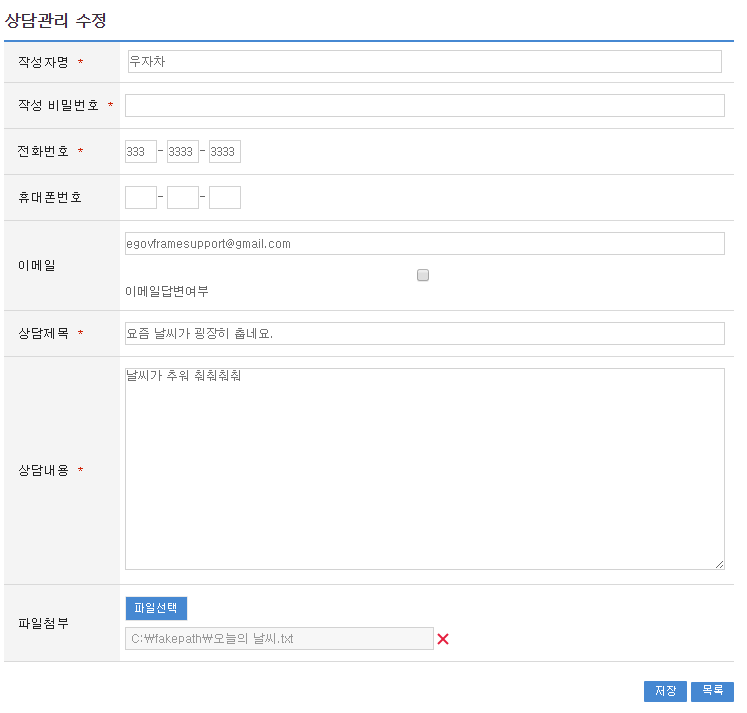 상담관리 수정
작성자명 * 우자차
작성 비밀번호 *
전화번호 * 333 - 3333 - 3333
휴대폰번호 - -
이메일 egovframesupport@gmail.com
이메일답변여부
상담제목 * 요즘 날씨가 굉장히 춥네요.
상담내용 * 날씨가 추워 춰춰춰춰
파일첨부 파일선택
C:\fakepath\오늘의 날씨.txt
저장 목록